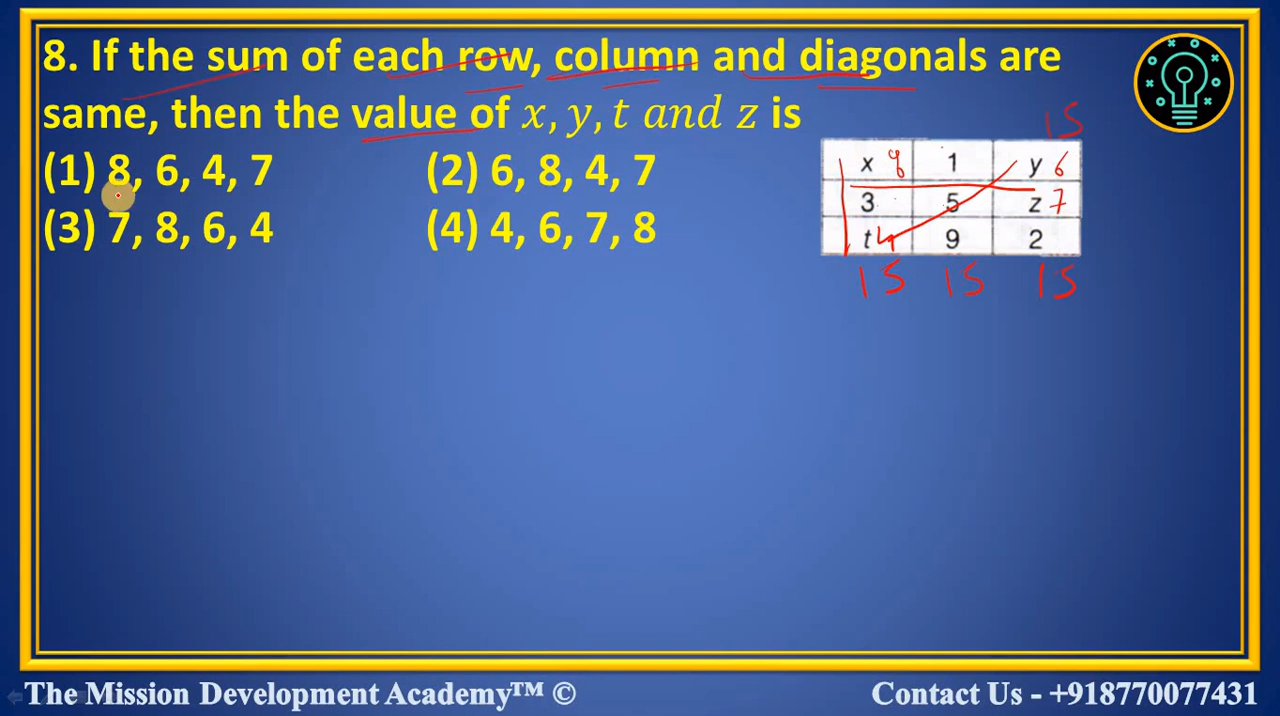 8. If the sum of each row, column and diagonals are
same, then the value of x, y, t and z is
(1) 8, 6, 4, 7 (2) 6, 8, 4, 7
(3) 7, 8, 6, 4 (4) 4, 6, 7, 8
15
x 8 1 y 6
3 5 z 7
t 4 9 2
15 15 15
The Mission Development Academy™ © Contact Us - +918770077431